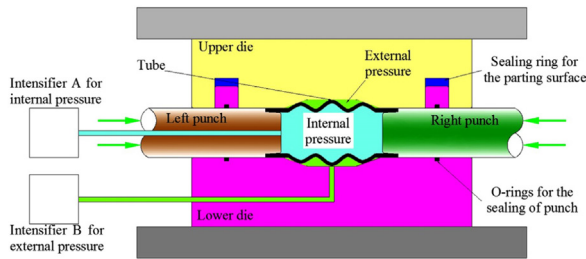 Upper die
Tube
External
pressure
Sealing ring for
the parting surface
Intensifier A for
internal pressure
Left punch
Internal
pressure
Right punch
Intensifier B
for external pressure
Lower die
O-rings for the
sealing of punch